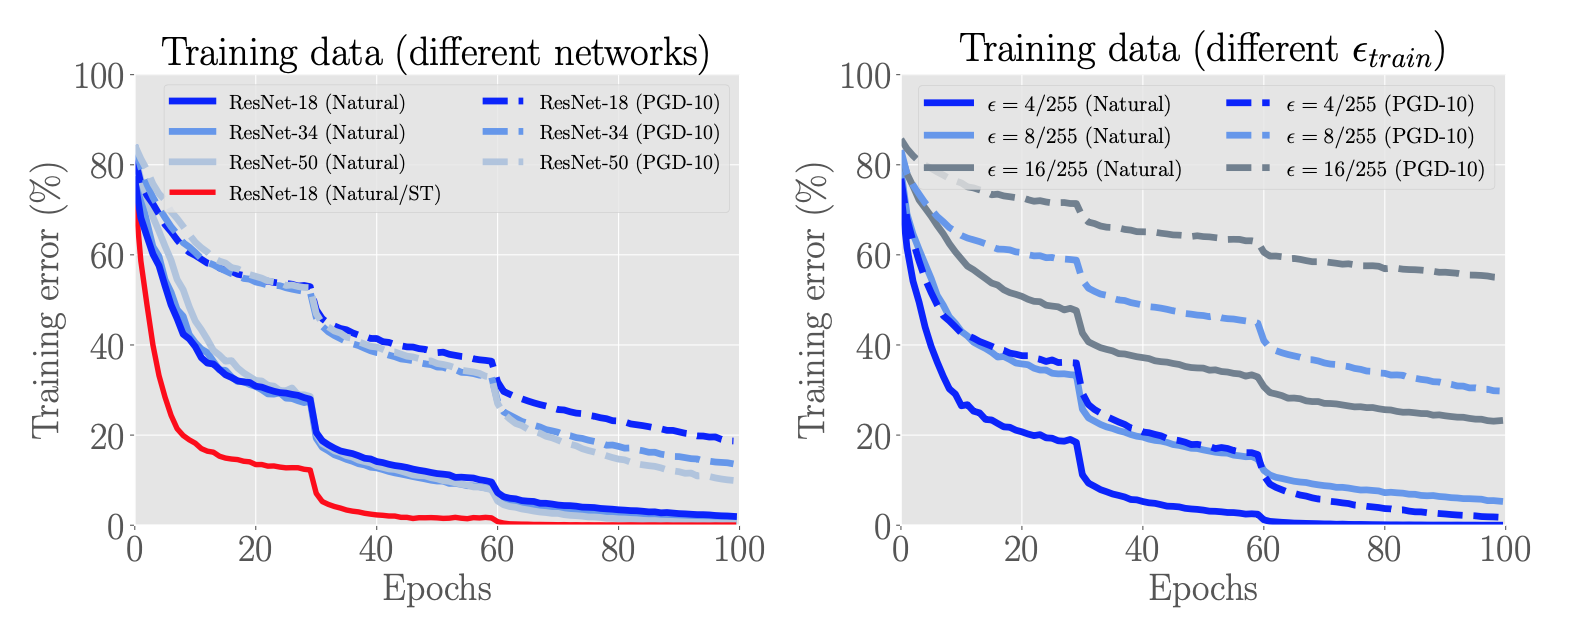 Training data (different networks)
100
80
60
40
20
0
Training error (%)
ResNet-18 (Natural)
ResNet-34 (Natural)
ResNet-50 (Natural)
ResNet-18 (Natural/ST)
ResNet-18 (PGD-10)
ResNet-34 (PGD-10)
ResNet-50 (PGD-10)
0 20 40 60 80 100
Epochs
Training data (different ϵ_train)
100
80
60
40
20
0
Training error (%)
ϵ = 4/255 (Natural)
ϵ = 8/255 (Natural)
ϵ = 16/255 (Natural)
ϵ = 4/255 (PGD-10)
ϵ = 8/255 (PGD-10)
ϵ = 16/255 (PGD-10)
0 20 40 60 80 100
Epochs